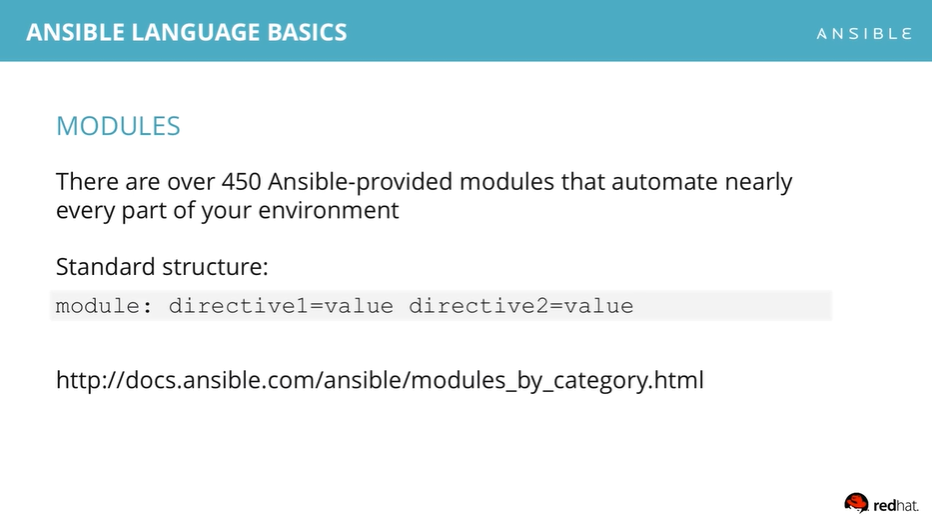 ANSIBLE LANGUAGE BASICS
ANSIBLE
MODULES
There are over 450 Ansible-provided modules that automate nearly
every part of your environment
Standard structure:
module: directive1=value directive2=value
http://docs.ansible.com/ansible/modules_by_category.html
redhat.